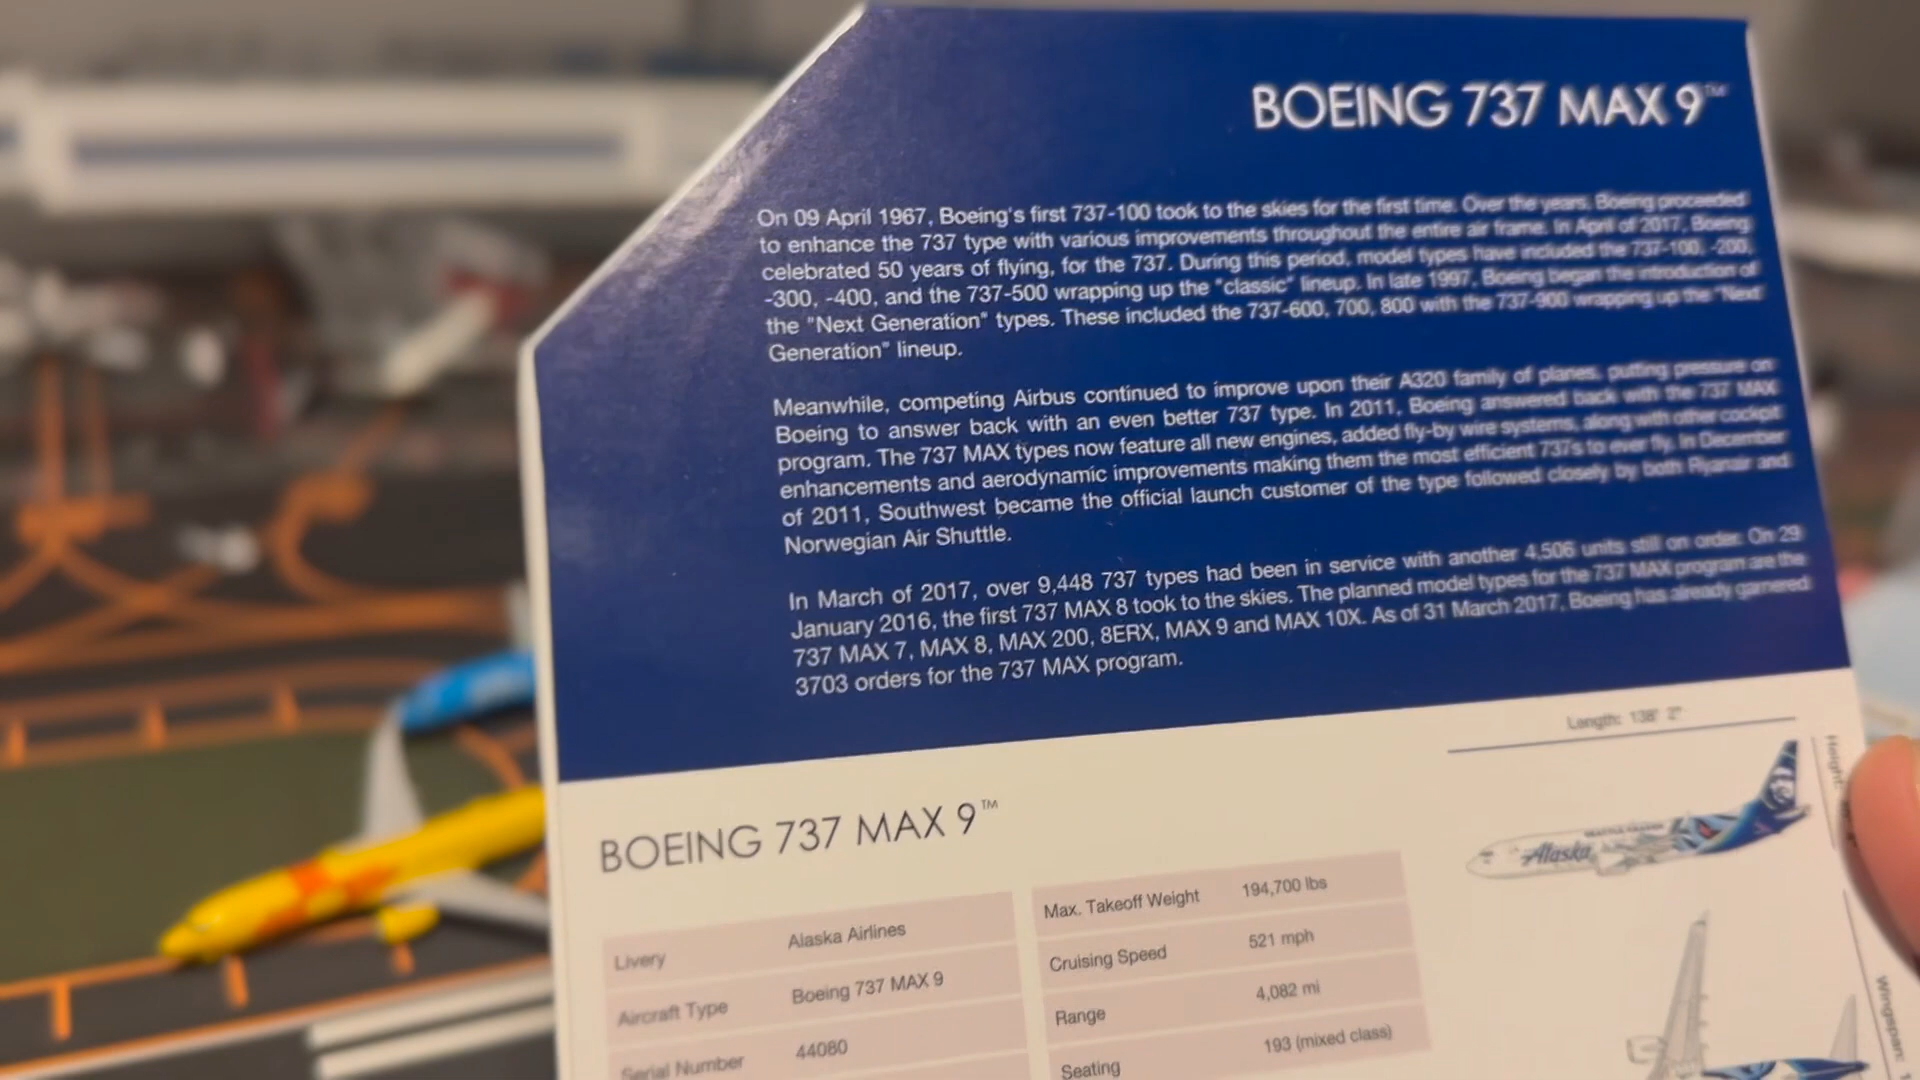 BOEING 737 MAX 9™
On 09 April 1967, Boeing's first 737-100 took to the skies for the first time. Over the years, Boeing proceeded
to enhance the 737 type with various improvements throughout the entire air frame. In April of 2017, Boeing
celebrated 50 years of flying, for the 737. During this period, model types have included the 737-100, -200,
-300, -400, and the 737-500 wrapping up the "classic" lineup. In late 1997, Boeing began the introduction of
the "Next Generation" types. These included the 737-600, 700, 800 with the 737-900 wrapping up the "Next
Generation" lineup.
Meanwhile, competing Airbus continued to improve upon their A320 family of planes, putting pressure on
Boeing to answer back with an even better 737 type. In 2011, Boeing answered back with the 737 MAX
program. The 737 MAX types now feature all new engines, added fly-by wire systems, along with other cockpit
enhancements and aerodynamic improvements making them the most efficient 737s to ever fly. In December
of 2011, Southwest became the official launch customer of the type followed closely by both Ryanair and
Norwegian Air Shuttle.
In March of 2017, over 9,448 737 types had been in service with another 4,506 units still on order. On 29
January 2016, the first 737 MAX 8 took to the skies. The planned model types for the 737 MAX program are the
737 MAX 7, MAX 8, MAX 200, 8ERX, MAX 9 and MAX 10X. As of 31 March 2017, Boeing has already garnered
3703 orders for the 737 MAX program.
Length: 138' 2"
Height:
BOEING 737 MAX 9™
Alaska
Livery Alaska Airlines
Aircraft Type Boeing 737 MAX 9
Serial Number 44080
Max. Takeoff Weight 194,700 lbs
Cruising Speed 521 mph
Range 4,082 mi
Seating 193 (mixed class)
Wingspan: